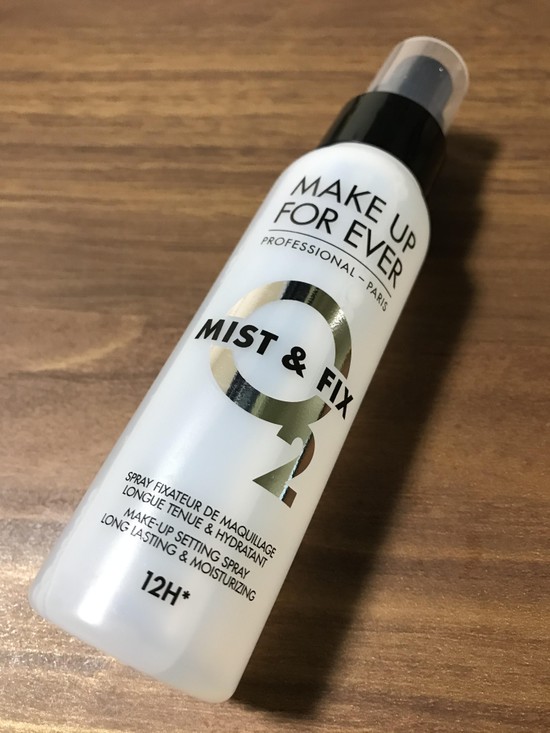 MAKE UP
FOR EVER
PROFESSIONAL – PARIS
O2
MIST & FIX
SPRAY FIXATEUR DE MAQUILLAGE
LONGUE TENUE & HYDRATANT
MAKE-UP SETTING SPRAY
LONG LASTING & MOISTURIZING
12H*